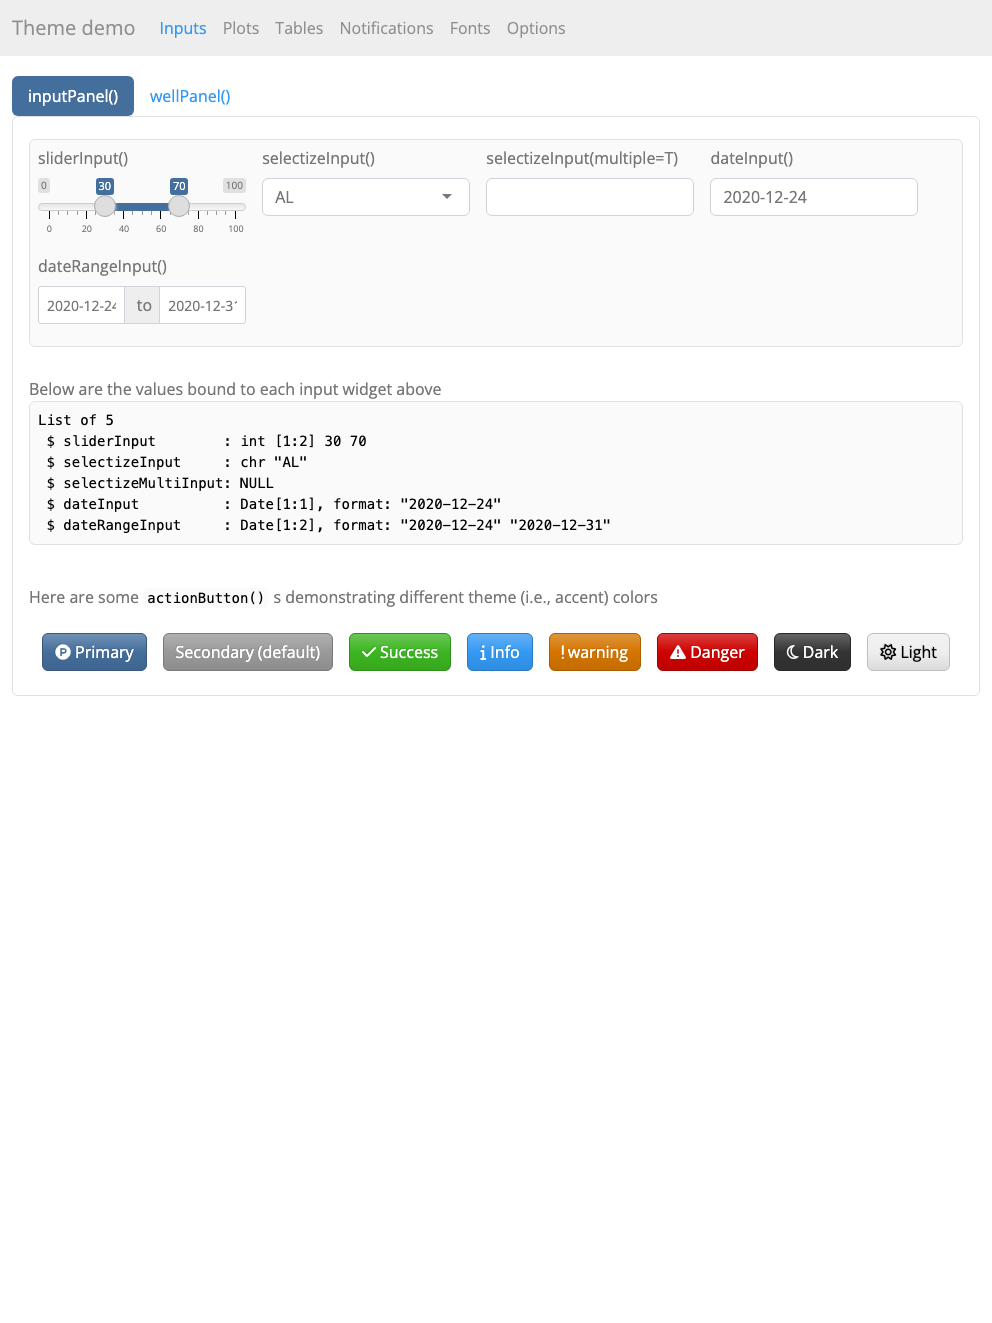 Theme demo Inputs Plots Tables Notifications Fonts Options
inputPanel() wellPanel()
sliderInput() selectizeInput() selectizeInput(multiple=T) dateInput()
0 30 70 100
AL 2020-12-24
0 20 40 60 80 100
dateRangeInput()
2020-12-24 to 2020-12-31
Below are the values bound to each input widget above
List of 5
 $ sliderInput        : int [1:2] 30 70
 $ selectizeInput     : chr "AL"
 $ selectizeMultiInput: NULL
 $ dateInput          : Date[1:1], format: "2020-12-24"
 $ dateRangeInput     : Date[1:2], format: "2020-12-24" "2020-12-31"
Here are some actionButton() s demonstrating different theme (i.e., accent) colors
Primary Secondary (default) Success Info warning Danger Dark Light